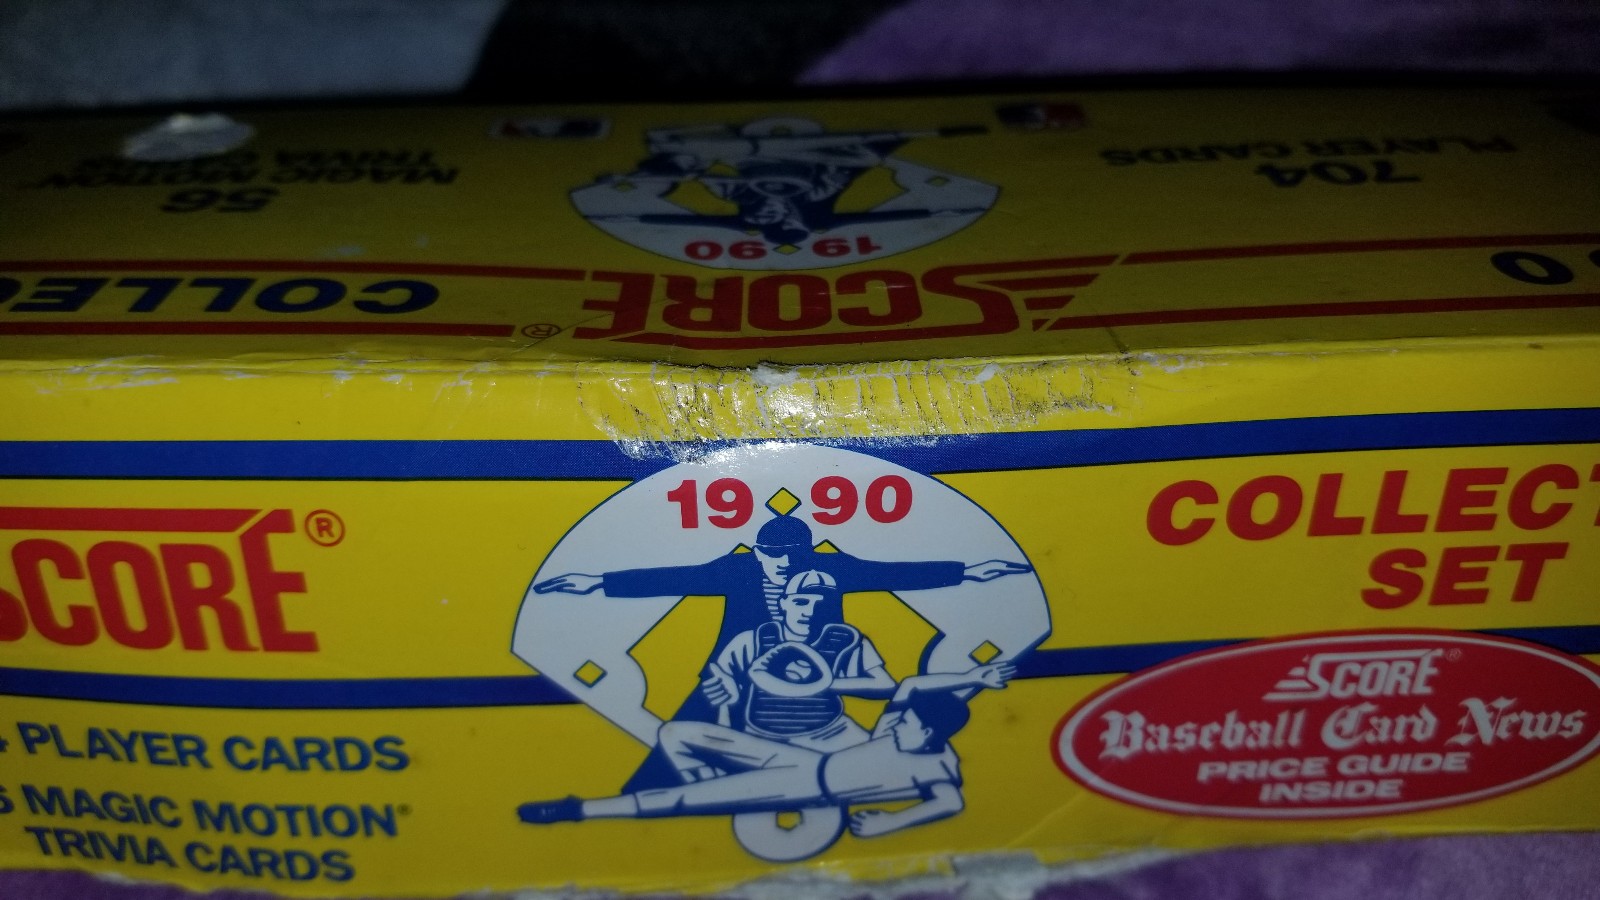 704
PLAYER CARDS
56
MAGIC MOTION
TRIVIA CARDS
19 90
SCORE®
COLLEC
19 90
SCORE®
COLLECT
SET
PLAYER CARDS
MAGIC MOTION®
TRIVIA CARDS
SCORE®
Baseball Card News
PRICE GUIDE
INSIDE